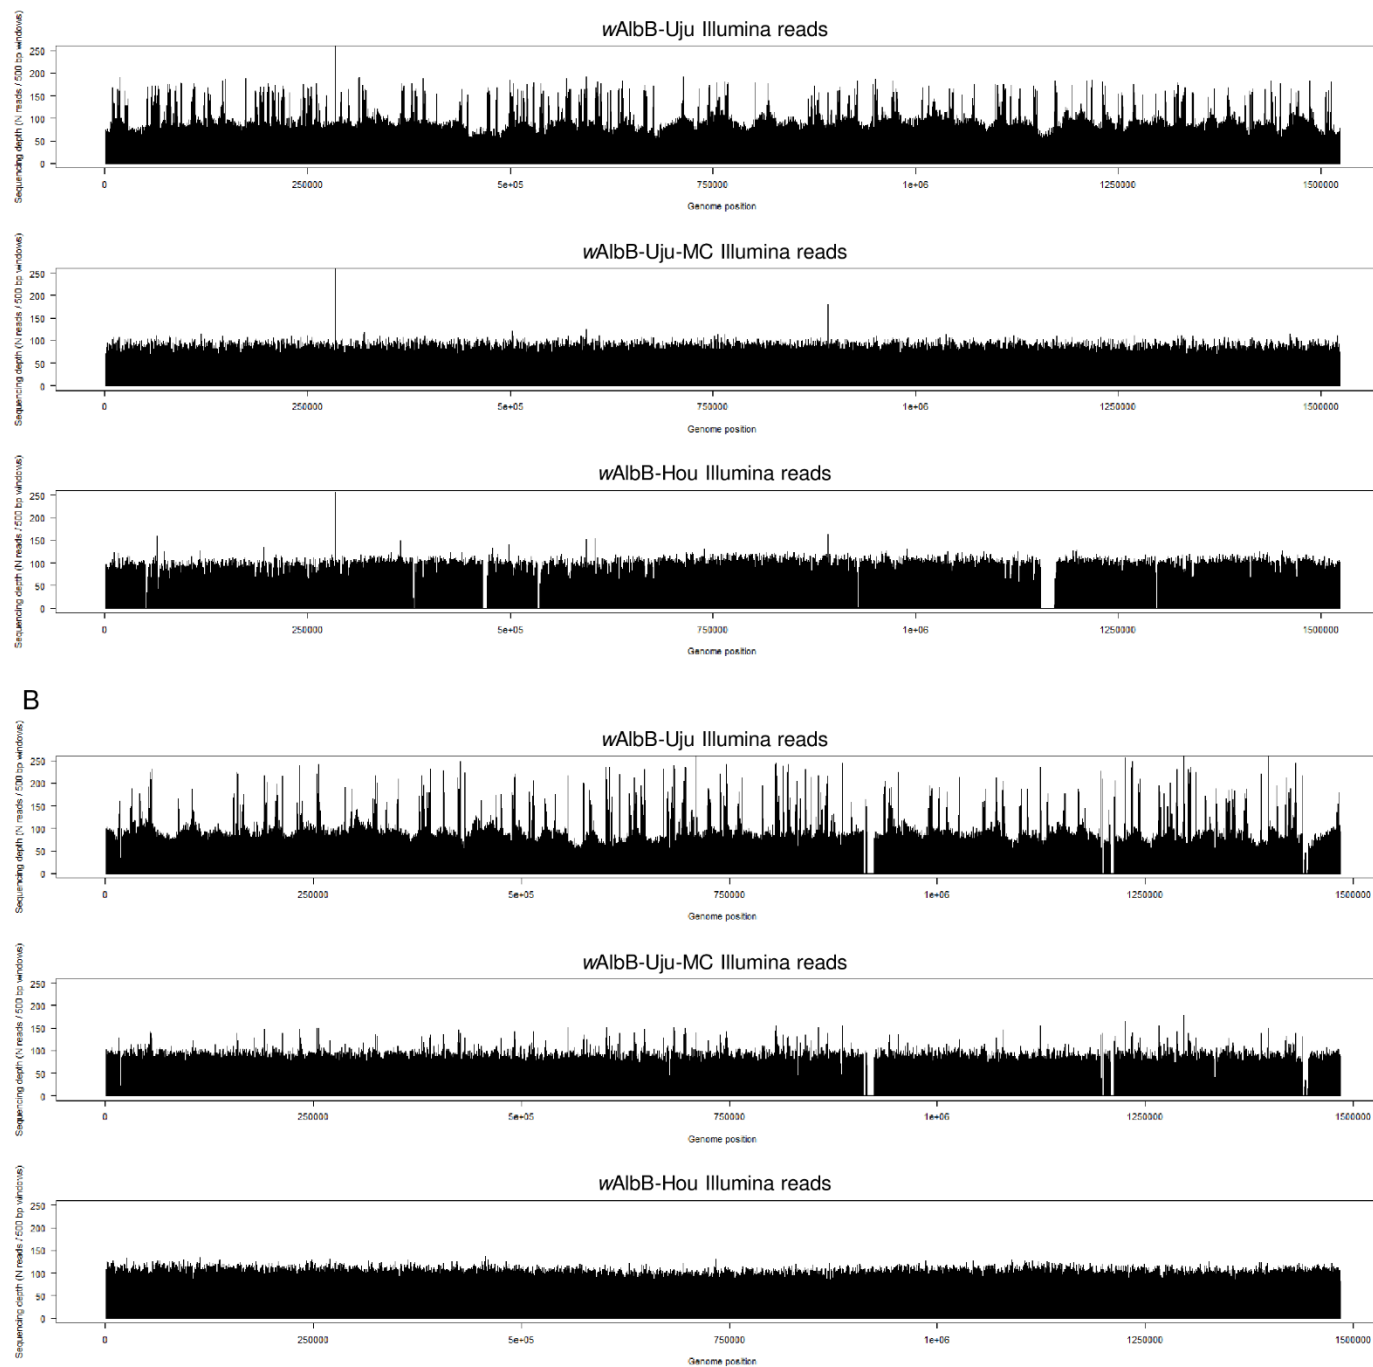 wAlbB-Uju Illumina reads
Sequencing depth (N reads / 500 bp windows)
250
200
150
100
50
0
0 250000 5e+05 750000 1e+06 1250000 1500000
Genome position
wAlbB-Uju-MC Illumina reads
Sequencing depth (N reads / 500 bp windows)
250
200
150
100
50
0
0 250000 5e+05 750000 1e+06 1250000 1500000
Genome position
wAlbB-Hou Illumina reads
Sequencing depth (N reads / 500 bp windows)
250
200
150
100
50
0
0 250000 5e+05 750000 1e+06 1250000 1500000
Genome position
B
wAlbB-Uju Illumina reads
Sequencing depth (N reads / 500 bp windows)
250
200
150
100
50
0
0 250000 5e+05 750000 1e+06 1250000 1500000
Genome position
wAlbB-Uju-MC Illumina reads
Sequencing depth (N reads / 500 bp windows)
250
200
150
100
50
0
0 250000 5e+05 750000 1e+06 1250000 1500000
Genome position
wAlbB-Hou Illumina reads
Sequencing depth (N reads / 500 bp windows)
250
200
150
100
50
0
0 250000 5e+05 750000 1e+06 1250000 1500000
Genome position